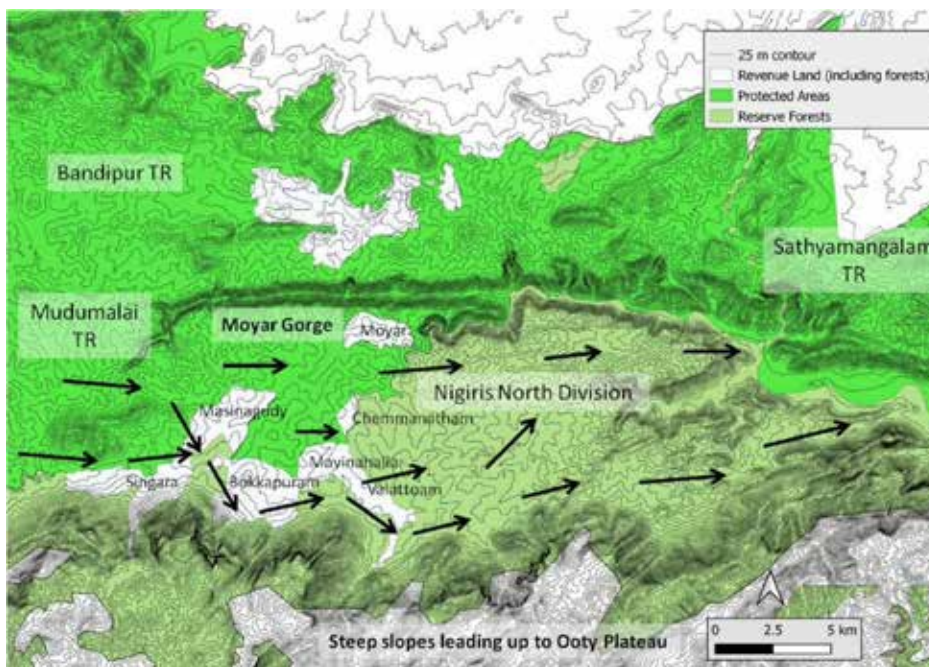 25 m contour
Revenue Land (including forests)
Protected Areas
Reserve Forests
Bandipur TR
Sathyamangalam
TR
Mudumalai
TR
Moyar Gorge
Moyar
Nigiris North Division
Masinagudy
Chemmanatham
Mavinahalla
Singara
Bokkapuram
Valattoam
Steep slopes leading up to Ooty Plateau
0 2.5 5 km